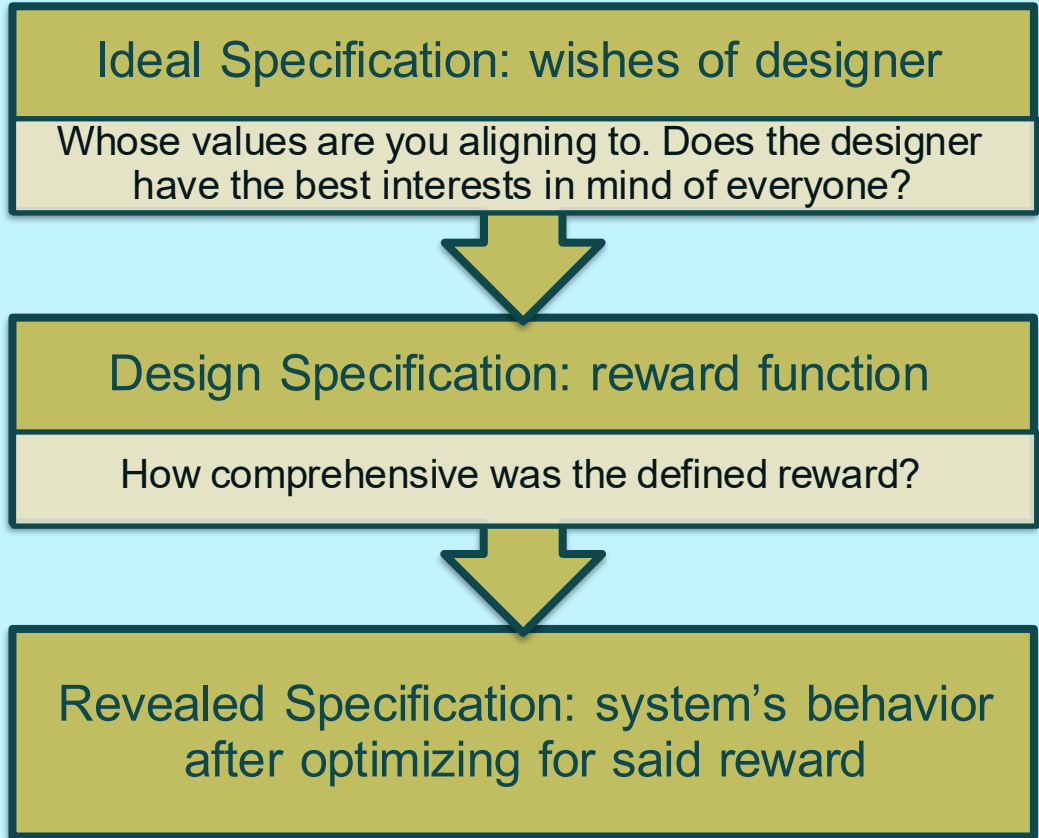 Ideal Specification: wishes of designer
Whose values are you aligning to. Does the designer
have the best interests in mind of everyone?
Design Specification: reward function
How comprehensive was the defined reward?
Revealed Specification: system’s behavior
after optimizing for said reward